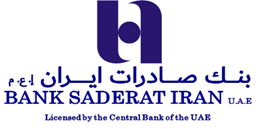 بنك صادرات ايران إ.ع.م
BANK SADERAT IRAN U.A.E
Licensed by the Central Bank of the UAE